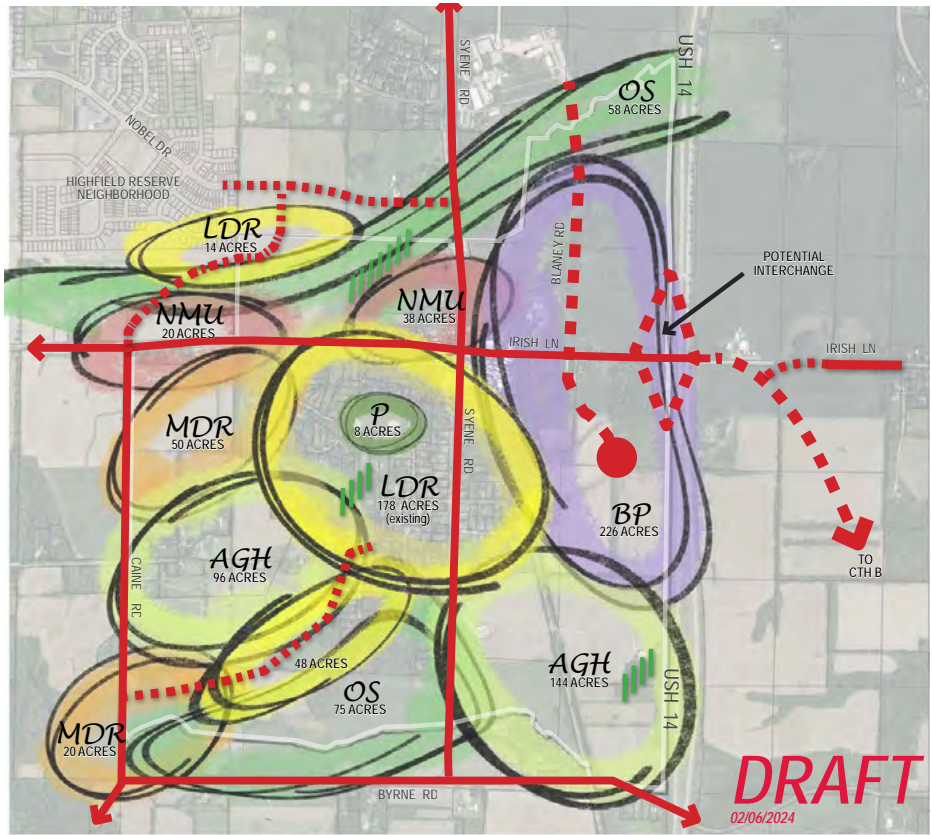 SYENE RD
USH 14
OS
58 ACRES
NOBEL DR
HIGHFIELD RESERVE
NEIGHBORHOOD
LDR
14 ACRES
BLANEY RD
POTENTIAL
INTERCHANGE
NMU
20 ACRES
NMU
38 ACRES
IRISH LN
IRISH LN
MDR
50 ACRES
P
8 ACRES
SYENE RD
LDR
178 ACRES
(existing)
BP
226 ACRES
AGH
96 ACRES
TO
CTH B
CAINE RD
48 ACRES
AGH
144 ACRES
OS
75 ACRES
USH 14
MDR
20 ACRES
BYRNE RD
DRAFT
02/06/2024